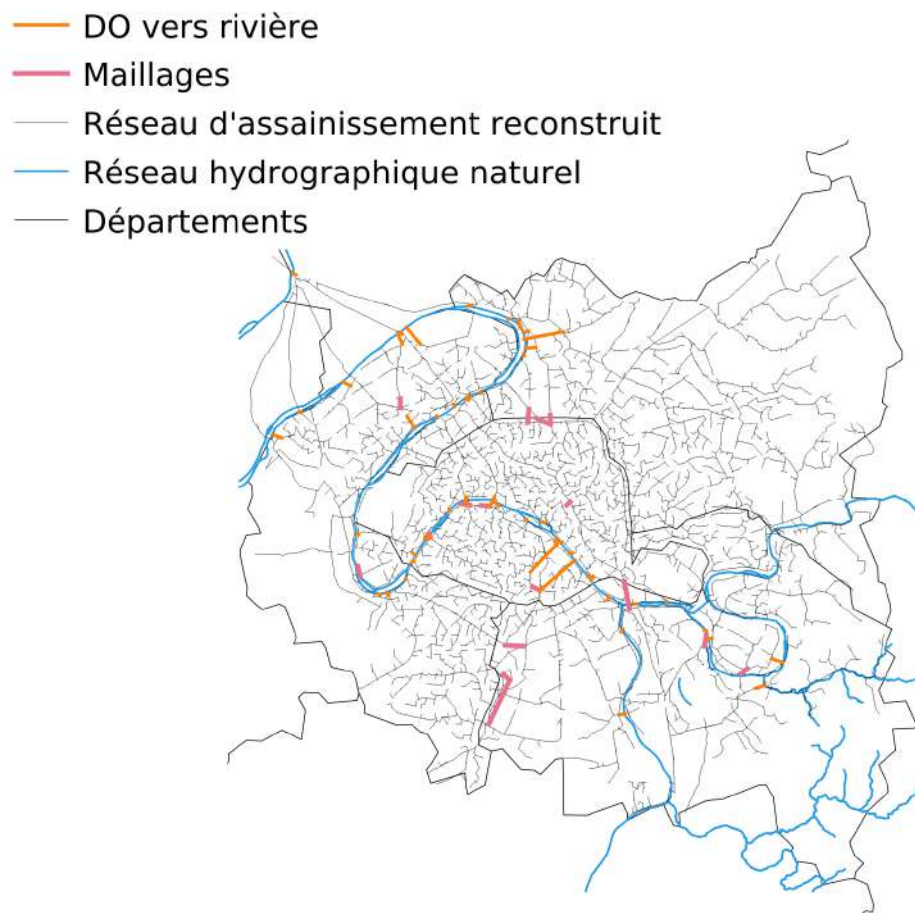 DO vers rivière
Maillages
Réseau d'assainissement reconstruit
Réseau hydrographique naturel
Départements